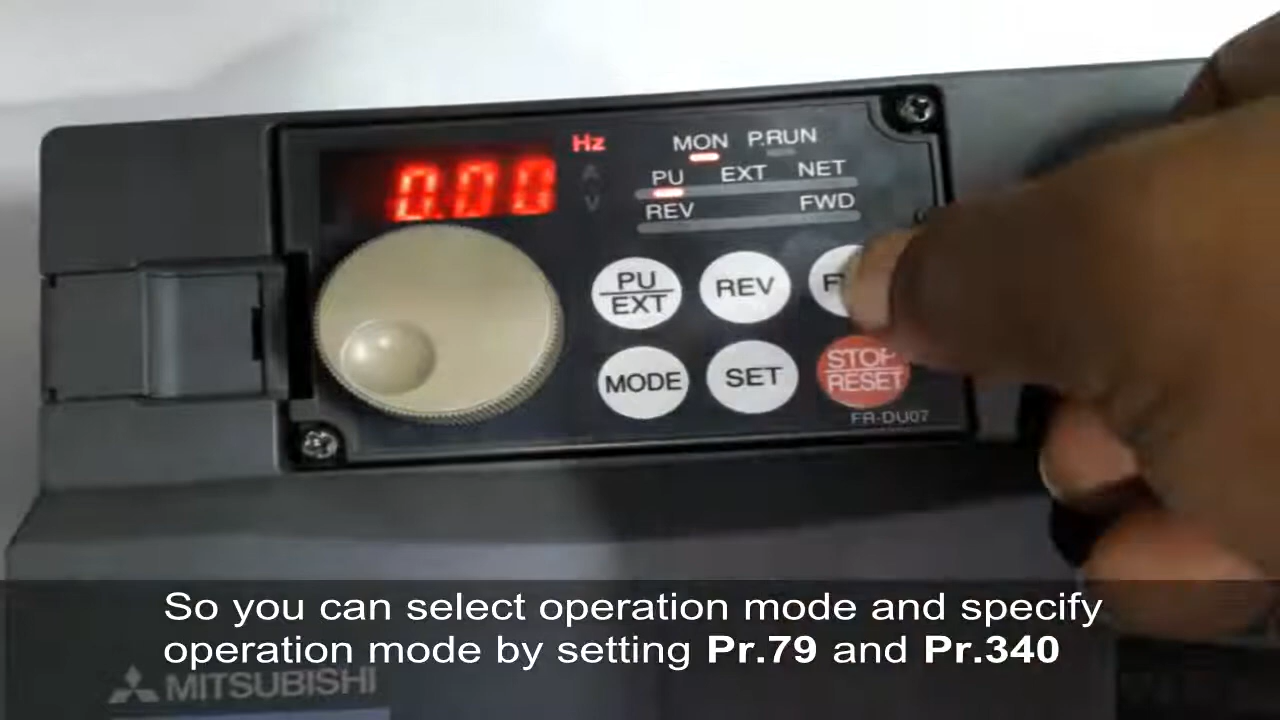 0.00
Hz
A
V
MON P.RUN
PU EXT NET
REV FWD
PU
EXT
REV
F
MODE
SET
STOP
RESET
FR-DU07
So you can select operation mode and specify
operation mode by setting Pr.79 and Pr.340
MITSUBISHI